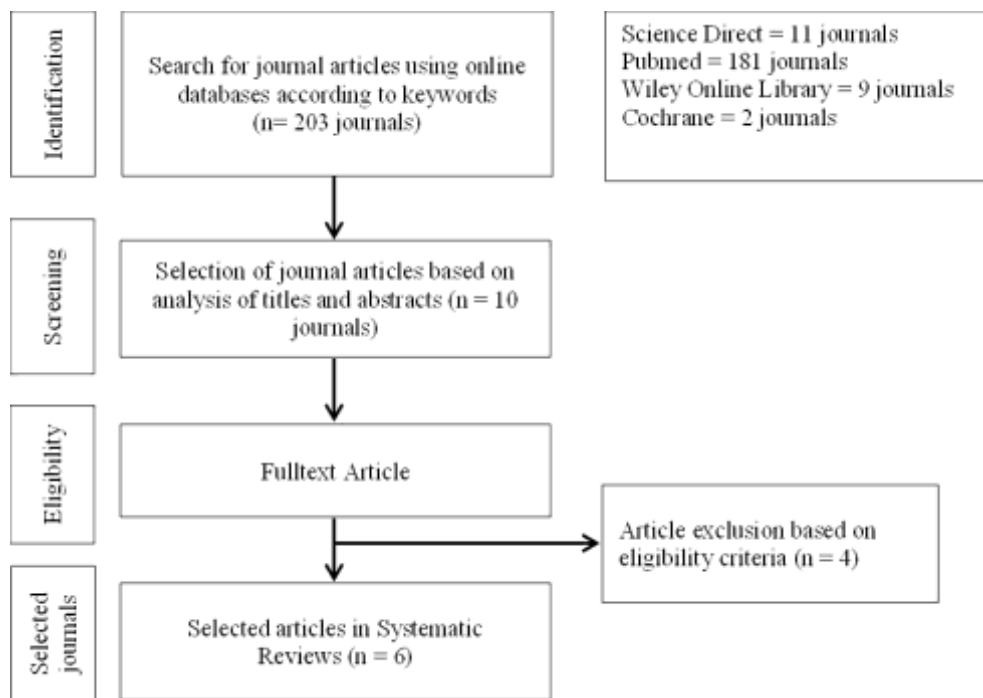 Identification
Search for journal articles using online
databases according to keywords
(n= 203 journals)
Science Direct = 11 journals
Pubmed = 181 journals
Wiley Online Library = 9 journals
Cochrane = 2 journals
Screening
Selection of journal articles based on
analysis of titles and abstracts (n = 10
journals)
Eligibility
Fulltext Article
Article exclusion based on
eligibility criteria (n = 4)
Selected
journals
Selected articles in Systematic
Reviews (n = 6)